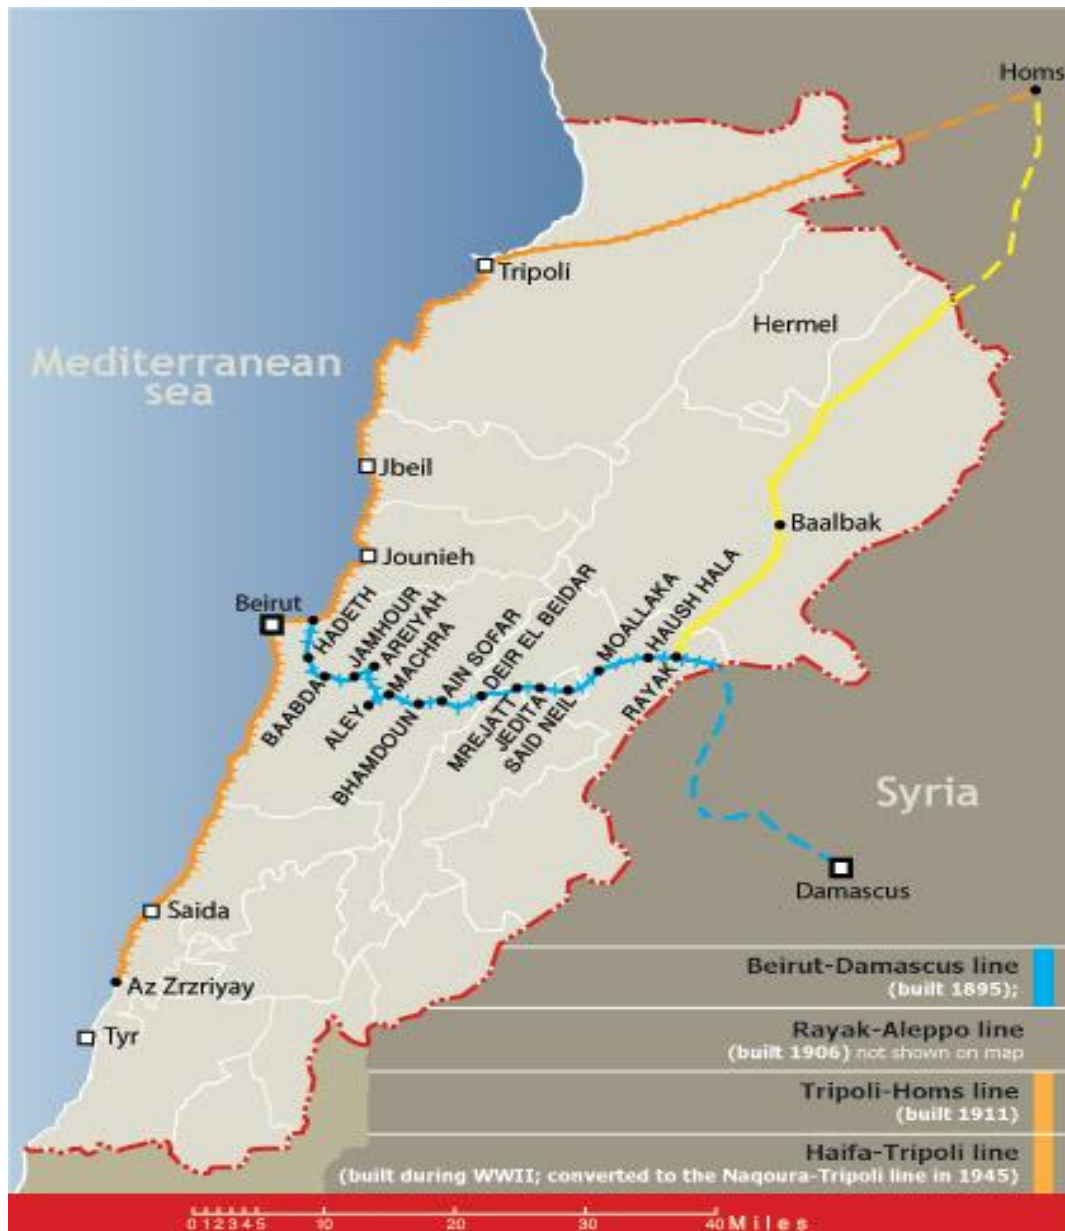 Homs
Tripoli
Hermel
Mediterranean
sea
Jbeil
Baalbak
Jounieh
Beirut
HADETH
BAABDA
JAMHOUR
AREIYAH
ALEY
MACHRA
BHAMDOUN
AIN SOFAR
DEIR EL BEIDAR
MREJATT
JEDITA
SAID NEIL
MOALLAKA
HAUSH HALA
RAYAK
Syria
Damascus
Saida
Az Zrzriyay
Tyr
Beirut-Damascus line
(built 1895);
Rayak-Aleppo line
(built 1906) not shown on map
Tripoli-Homs line
(built 1911)
Haifa-Tripoli line
(built during WWII; converted to the Naqoura-Tripoli line in 1945)
0 1 2 3 4 5 10 20 30 40 Miles